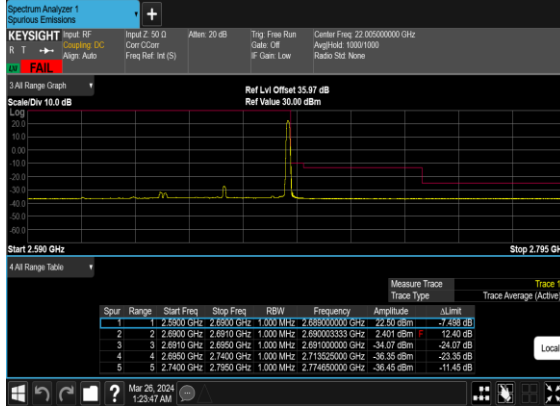 Spectrum Analyzer 1
Spurious Emissions
+
KEYSIGHT
R T
LXI
FAIL
Input: RF
Coupling: DC
Align: Auto
Input Z: 50 Ω
Corr CCorr
Freq Ref: Int (S)
Atten: 20 dB
Trig: Free Run
Gate: Off
IF Gain: Low
Center Freq: 22.005000000 GHz
Avg|Hold: 1000/1000
Radio Std: None
3 All Range Graph
Scale/Div 10.0 dB
Ref Lvl Offset 35.97 dB
Ref Value 30.00 dBm
Log
20.0
10.0
0.00
-10.0
-20.0
-30.0
-40.0
-50.0
-60.0
Start 2.590 GHz
Stop 2.795 GH
4 All Range Table
Measure Trace Trace 1
Trace Type Trace Average (Active)
Spur Range Start Freq Stop Freq RBW Frequency Amplitude ΔLimit
1 1 2.5900 GHz 2.6900 GHz 1.000 MHz 2.689000000 GHz 22.50 dBm -7.498 dB
2 2 2.6900 GHz 2.6910 GHz 1.000 MHz 2.690003333 GHz 2.401 dBm F 12.40 dB
3 3 2.6910 GHz 2.6950 GHz 1.000 MHz 2.691000000 GHz -34.07 dBm -24.07 dB
4 4 2.6950 GHz 2.7400 GHz 1.000 MHz 2.713525000 GHz -36.35 dBm -23.35 dB
5 5 2.7400 GHz 2.7950 GHz 1.000 MHz 2.774650000 GHz -36.45 dBm -11.45 dB
Local
?
Mar 26, 2024
1:23:47 AM